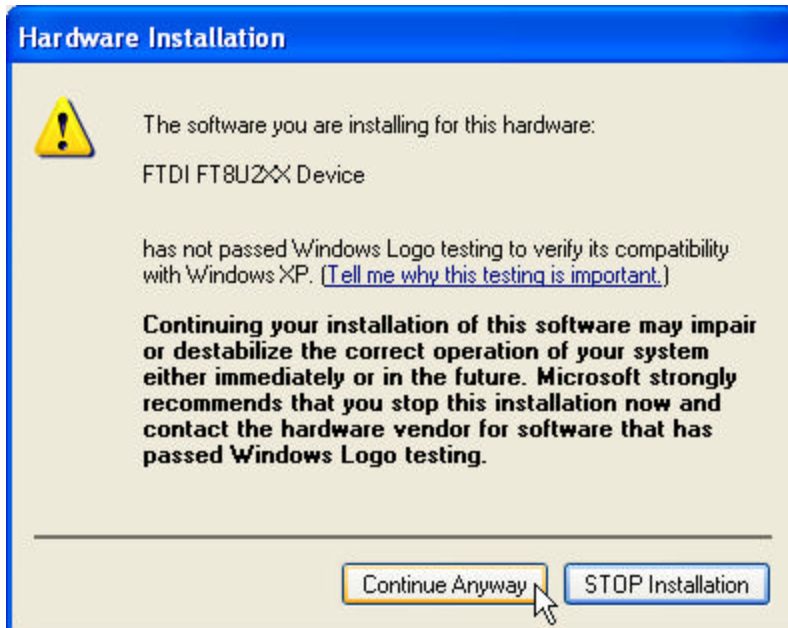 Hardware Installation
The software you are installing for this hardware:
FTDI FT8U2XX Device
has not passed Windows Logo testing to verify its compatibility
with Windows XP. (Tell me why this testing is important.)
Continuing your installation of this software may impair
or destabilize the correct operation of your system
either immediately or in the future. Microsoft strongly
recommends that you stop this installation now and
contact the hardware vendor for software that has
passed Windows Logo testing.
Continue Anyway
STOP Installation